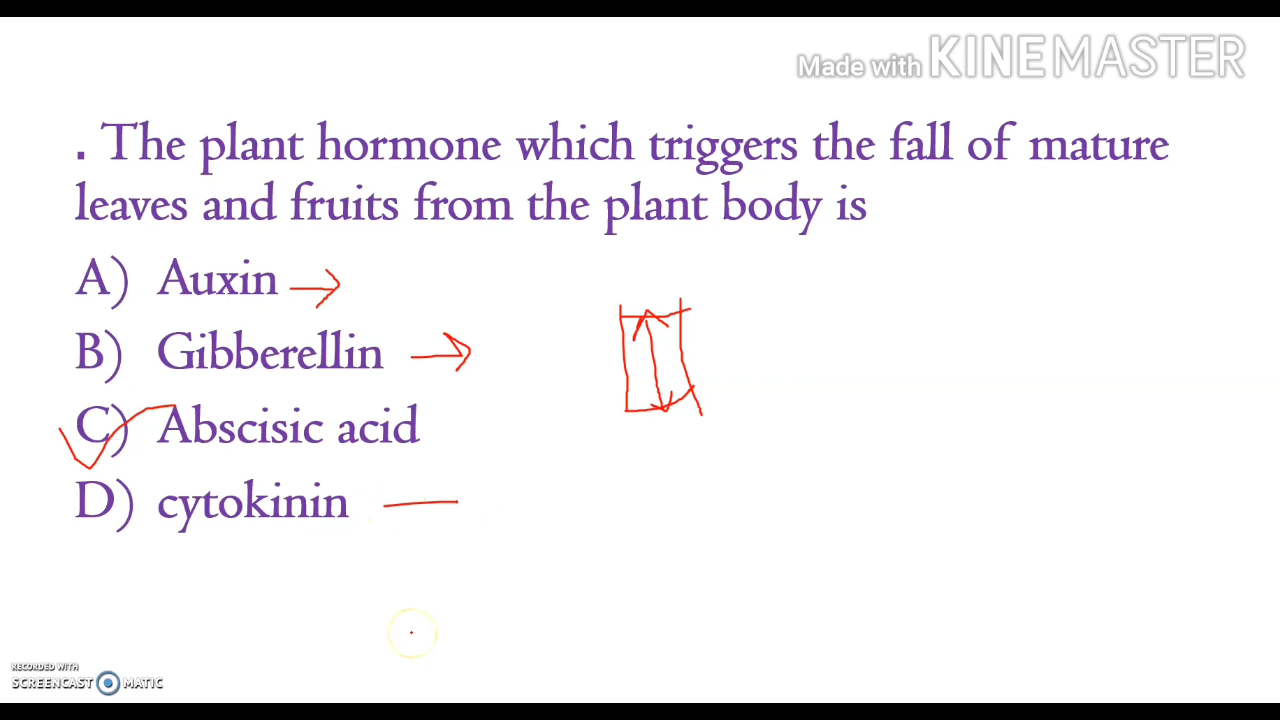 Made with KINEMASTER
. The plant hormone which triggers the fall of mature
leaves and fruits from the plant body is
A) Auxin
B) Gibberellin
C) Abscisic acid
D) cytokinin
RECORDED WITH
SCREENCAST MATIC